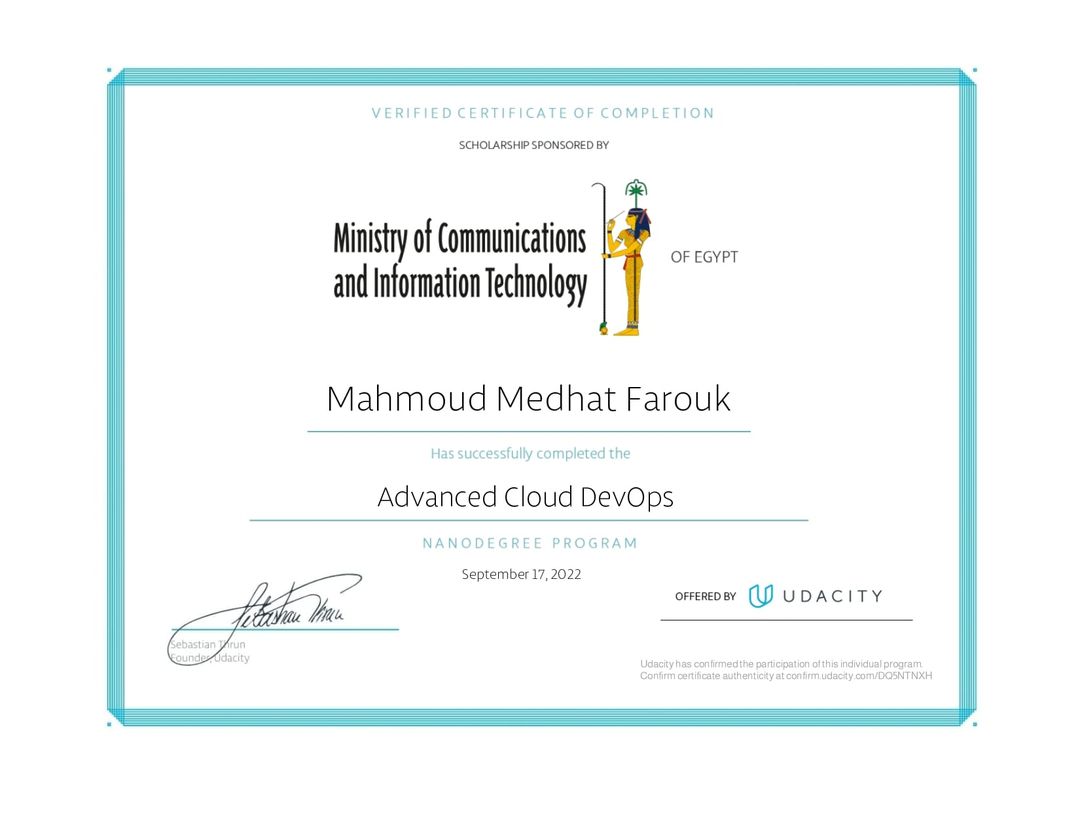 VERIFIED CERTIFICATE OF COMPLETION
SCHOLARSHIP SPONSORED BY
Ministry of Communications
and Information Technology
OF EGYPT
Mahmoud Medhat Farouk
Has successfully completed the
Advanced Cloud DevOps
NANODEGREE PROGRAM
September 17, 2022
Sebastian Thrun
Sebastian Thrun
Founder, Udacity
OFFERED BY UDACITY
Udacity has confirmed the participation of this individual program.
Confirm certificate authenticity at confirm.udacity.com/DQ5NTNXH